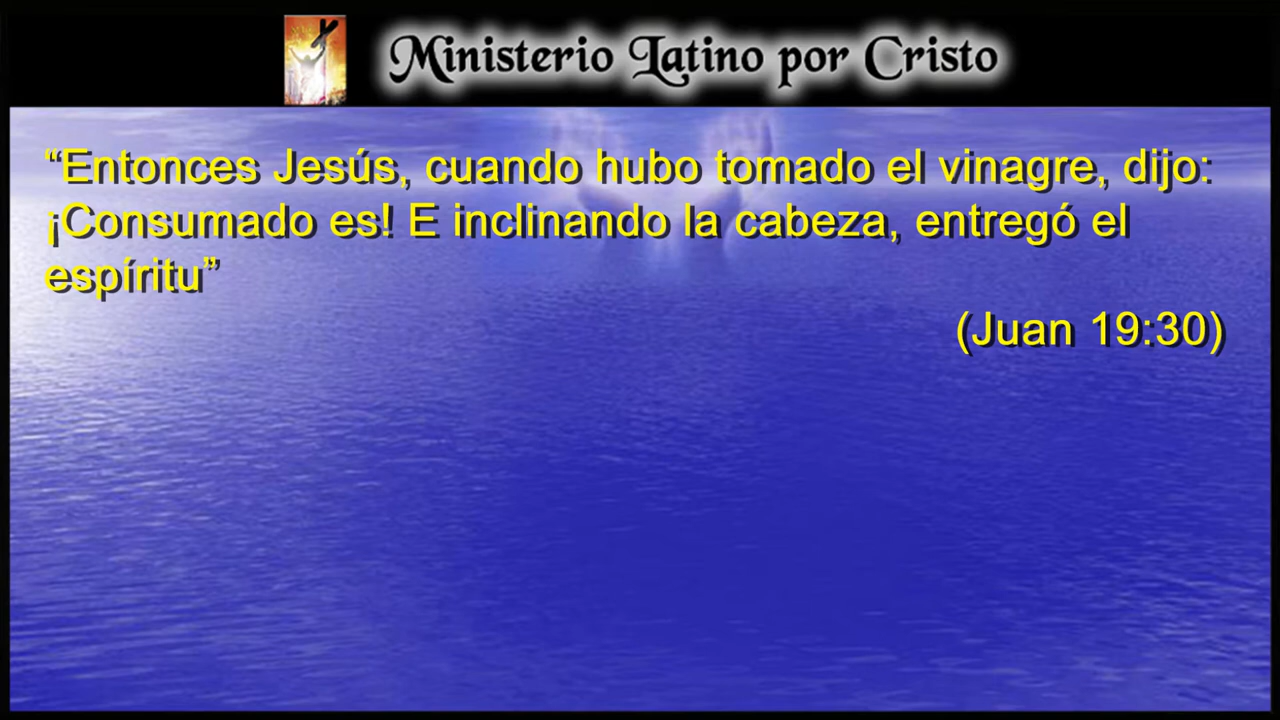 Ministerio Latino por Cristo
“Entonces Jesús, cuando hubo tomado el vinagre, dijo:
¡Consumado es! E inclinando la cabeza, entregó el
espíritu”
(Juan 19:30)